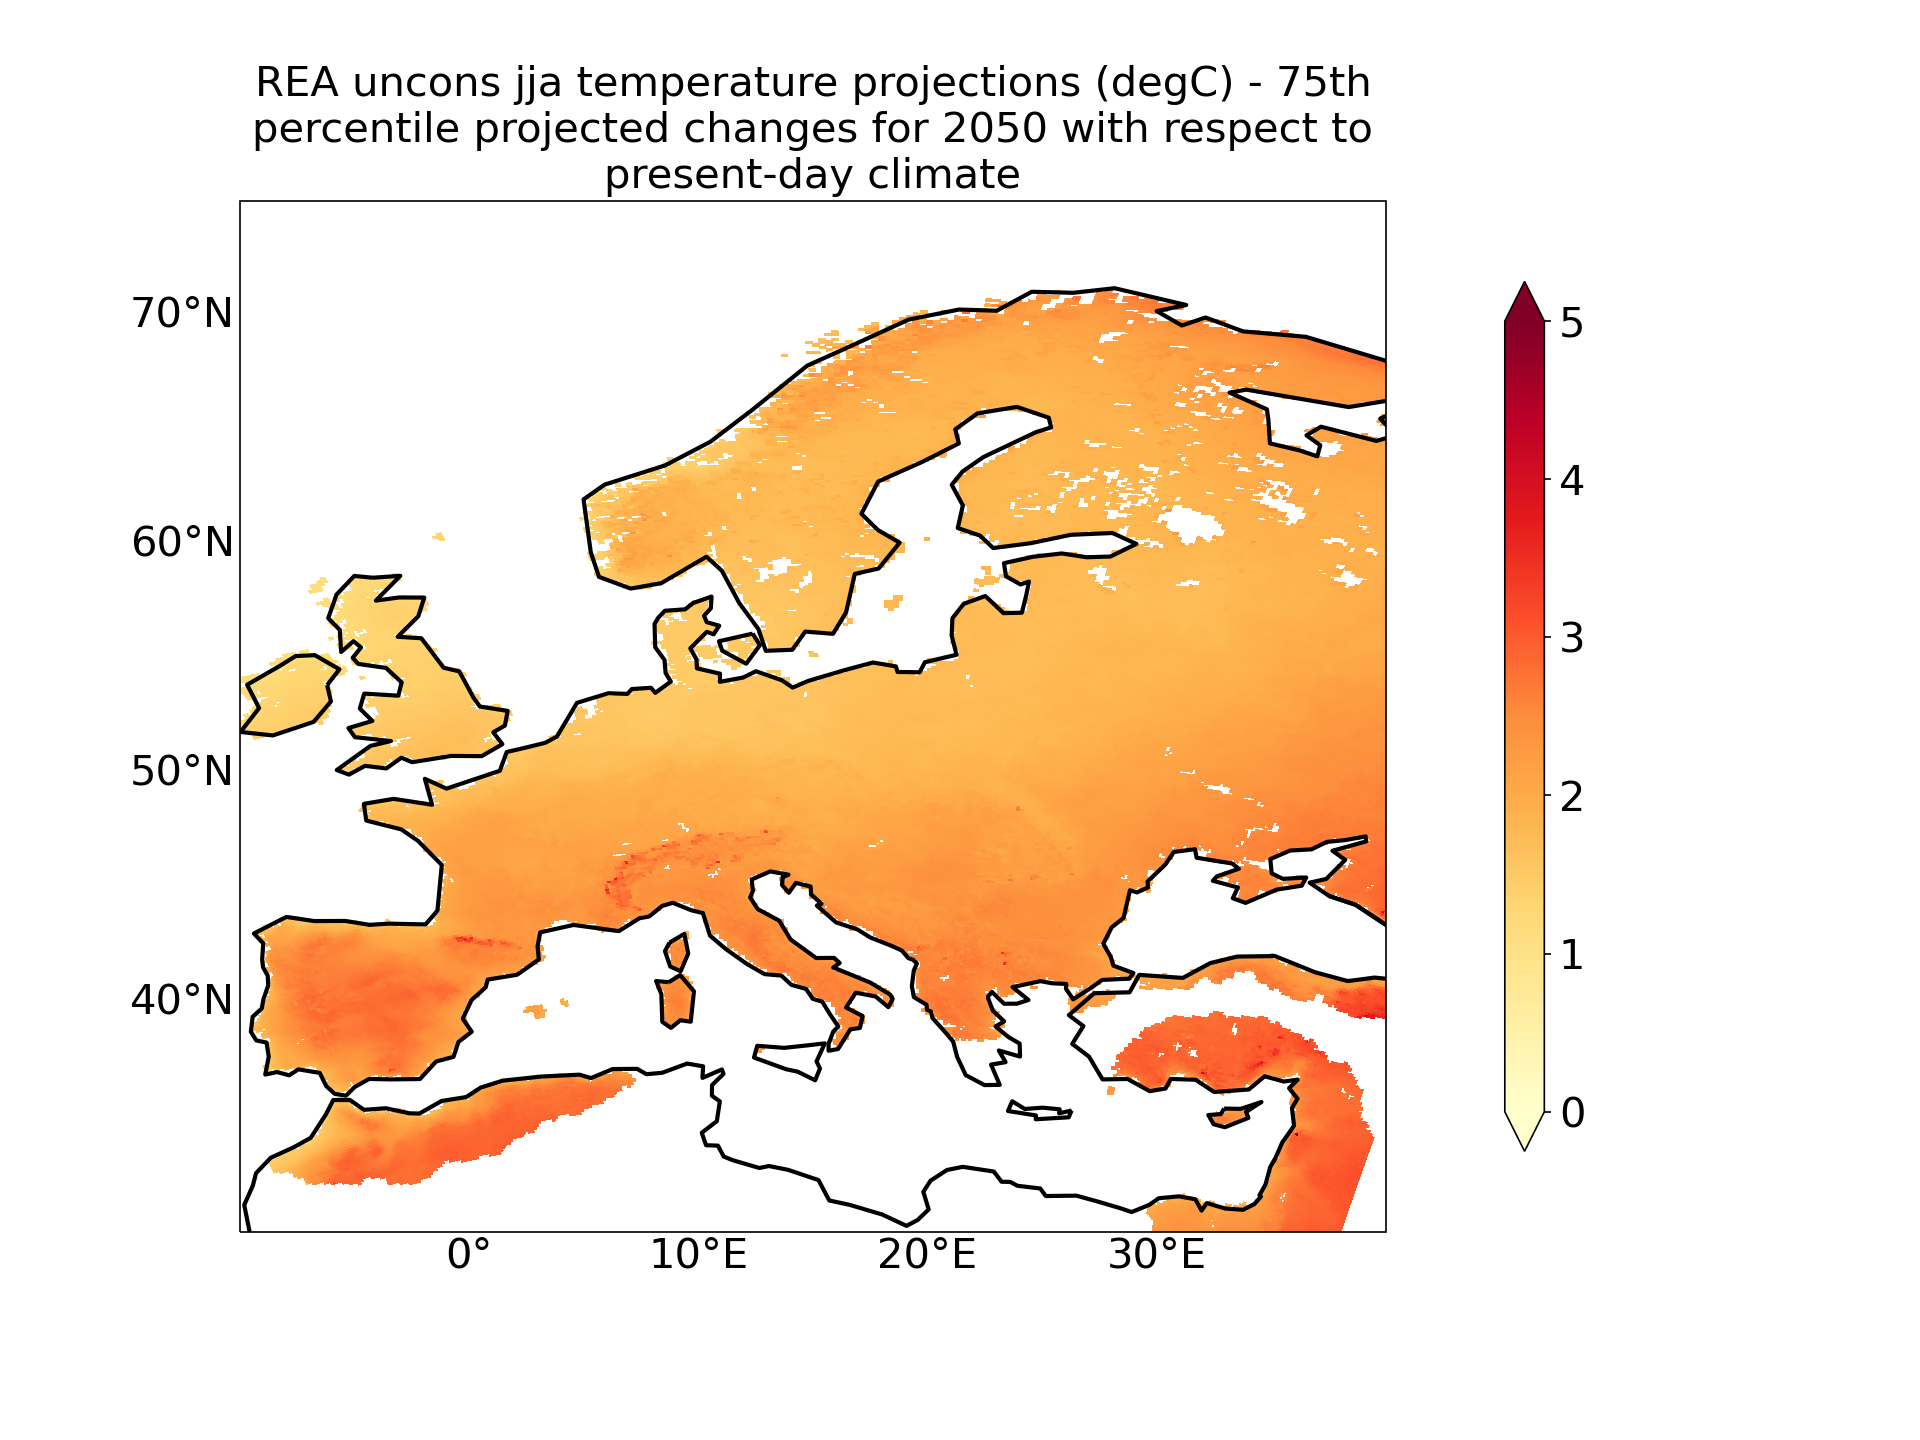 REA uncons jja temperature projections (degC) - 75th
percentile projected changes for 2050 with respect to
present-day climate
70°N
60°N
50°N
40°N
0°
10°E
20°E
30°E
5
4
3
2
1
0